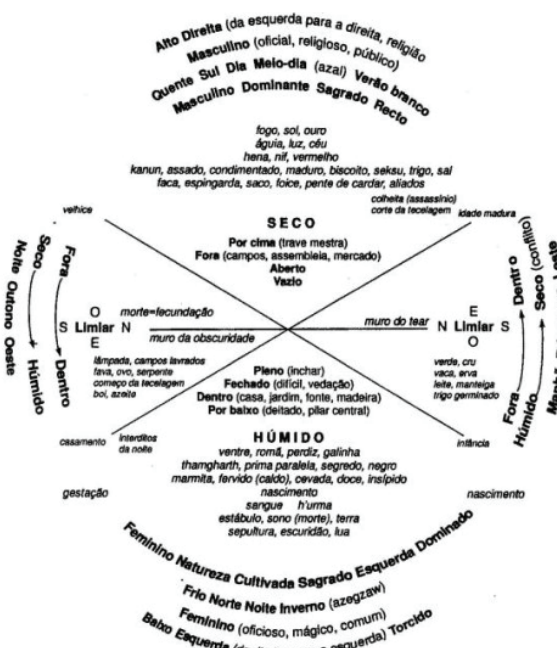 Alto Direita (da esquerda para a direita, religião
Masculino (oficial, religioso, público)
Quente Sul Dia Meio-dia (azal) Verão branco
Masculino Dominante Sagrado Recto
fogo, sol, ouro
águia, luz, céu
hena, nif, vermelho
kanun, assado, condimentado, maduro, biscoito, seksu, trigo, sal
faca, espingarda, saco, foice, pente de cardar, aliados
colheita (assassínio)
corte da tecelagem
velhice
idade madura
SECO
Por cima (trave mestra)
Fora (campos, assembleia, mercado)
Aberto
Vazio
Noite Outono Oeste
Seco
Húmido
Fora
Dentro
O
S Limiar N
E
morte=fecundação
muro da obscuridade
muro do tear
E
N Limiar S
O
Dentro
Fora
Seco (conflito)
Húmido
lâmpada, campos lavrados
fava, ovo, serpente
começo da tecelagem
boi, azeite
verde, cru
vaca, erva
leite, manteiga
trigo germinado
Pleno (inchar)
Fechado (difícil, vedação)
Dentro (casa, jardim, fonte, madeira)
Por baixo (deitado, pilar central)
casamento
interditos
da noite
infância
HÚMIDO
ventre, romã, perdiz, galinha
thamgharth, prima paralela, segredo, negro
marmita, fervido (caldo), cevada, doce, insípido
nascimento
sangue h'urma
estábulo, sono (morte), terra
sepultura, escuridão, lua
gestação
nascimento
Feminino Natureza Cultivada Sagrado Esquerda Dominado
Frio Norte Noite Inverno (azegzaw)
Feminino (oficioso, mágico, comum)
Baixo Esquerda esquerda) Torcido